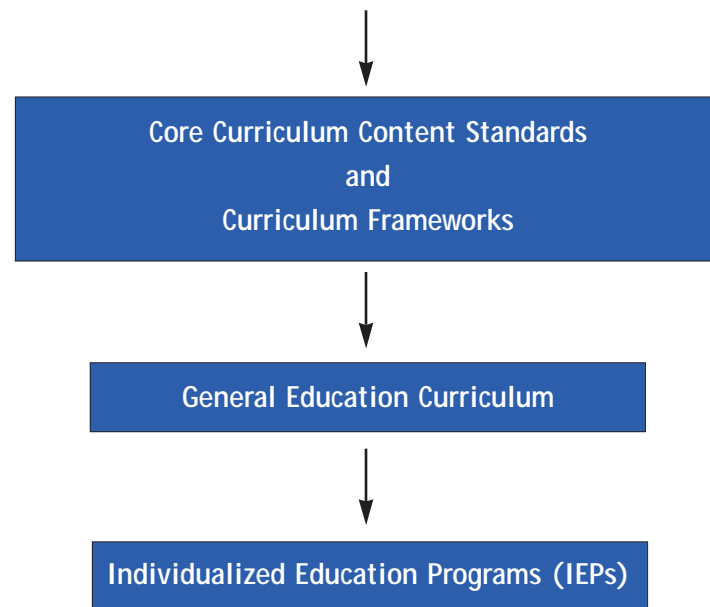 Core Curriculum Content Standards
and
Curriculum Frameworks
General Education Curriculum
Individualized Education Programs (IEPs)